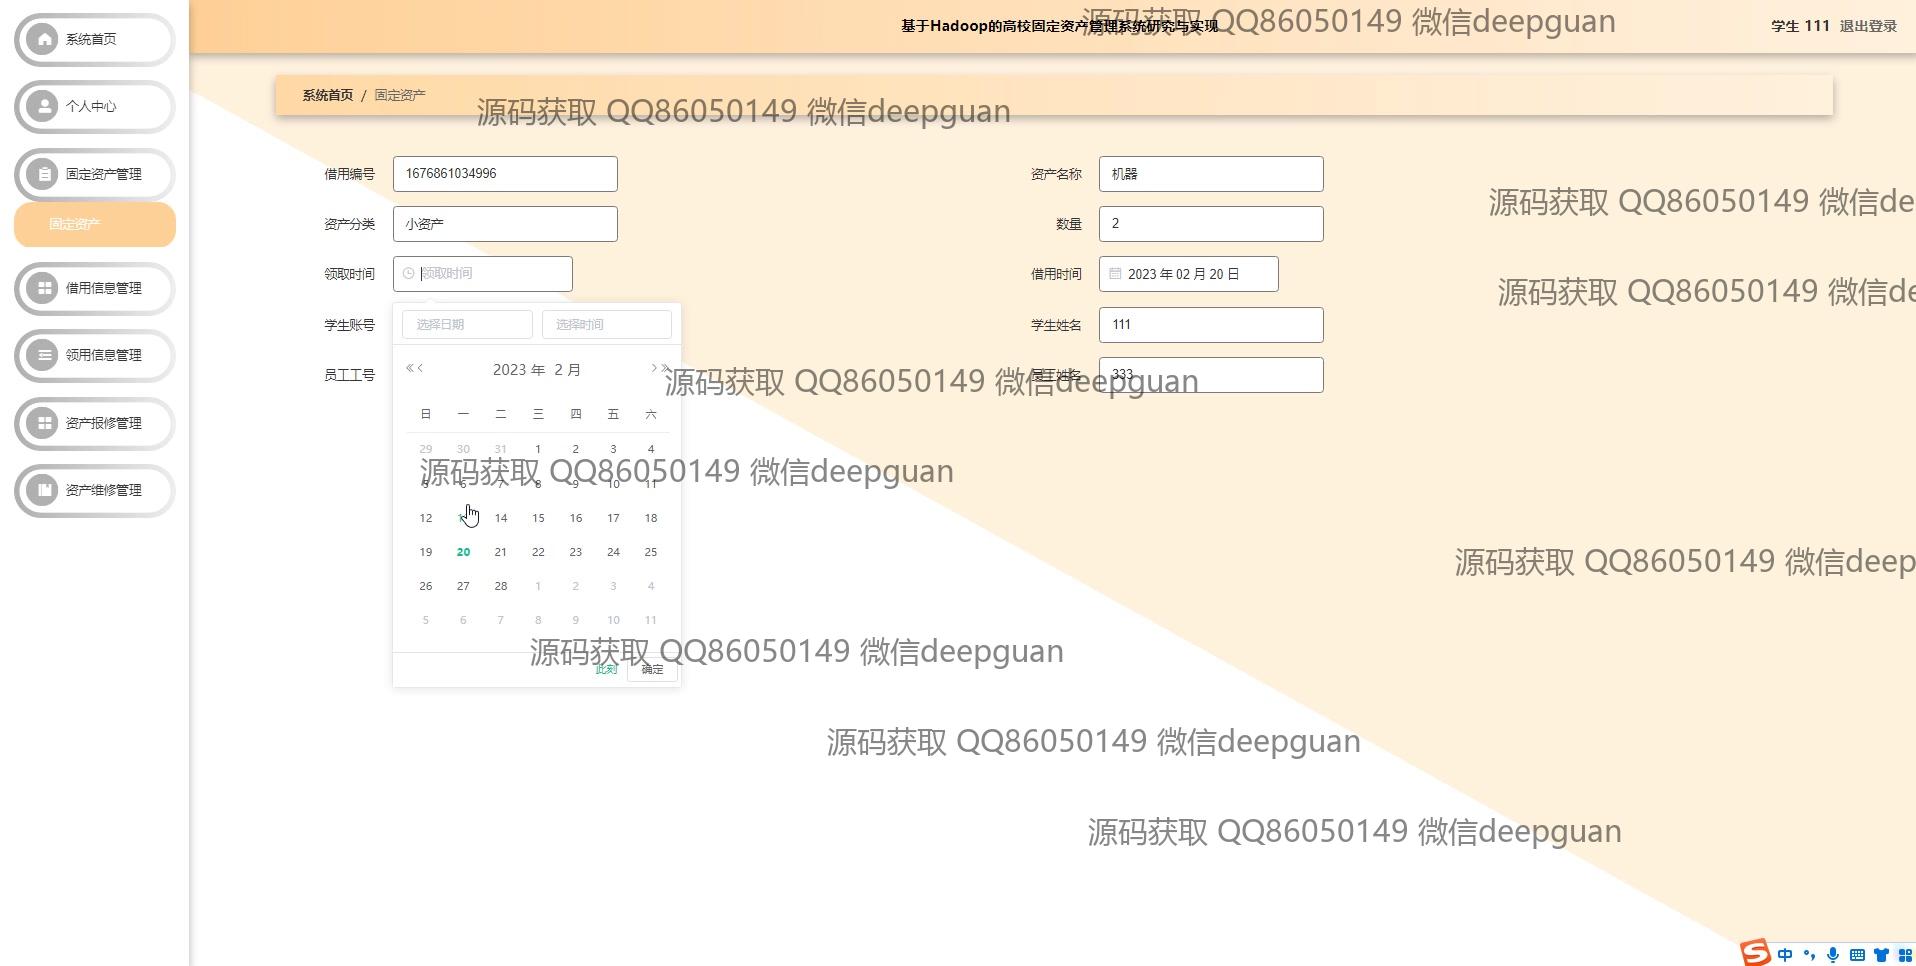 基于Hadoop的高校固定资产管理系统研究与实现
源码获取 QQ86050149 微信deepguan
学生 111 退出登录
系统首页
个人中心
固定资产管理
固定资产
借用信息管理
领用信息管理
资产报修管理
资产维修管理
系统首页 / 固定资产
源码获取 QQ86050149 微信deepguan
借用编号 1676861034996
资产名称 机器
源码获取 QQ86050149 微信de
资产分类 小资产
数量 2
领取时间 领取时间
借用时间 2023 年 02 月 20 日
源码获取 QQ86050149 微信de
学生账号
选择日期 选择时间
学生姓名 111
员工工号
2023 年 2 月
源码获取 QQ86050149 微信deepguan
员工姓名 333
日 一 二 三 四 五 六
29 30 31 1 2 3 4
源码获取 QQ86050149 微信deepguan
5 6 7 8 9 10 11
12 14 15 16 17 18
19 20 21 22 23 24 25
26 27 28 1 2 3 4
5 6 7 8 9 10 11
源码获取 QQ86050149 微信deep
源码获取 QQ86050149 微信deepguan
此刻 确定
源码获取 QQ86050149 微信deepguan
源码获取 QQ86050149 微信deepguan
中